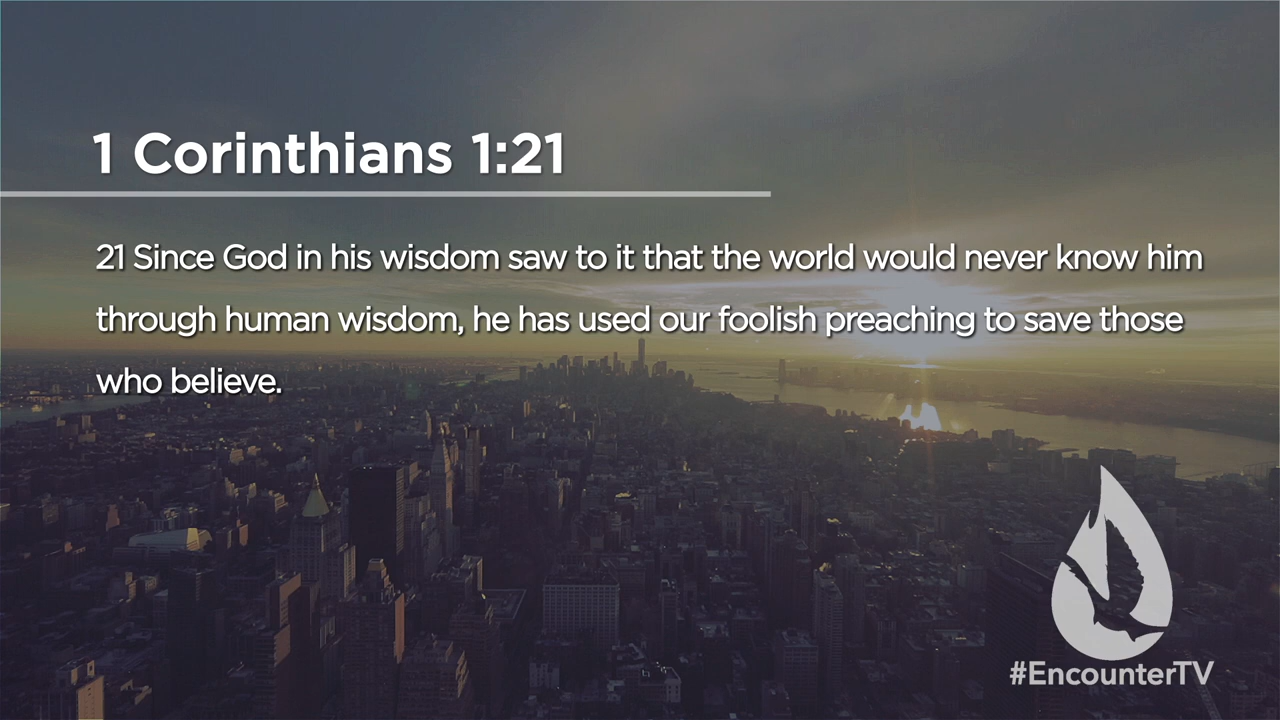 1 Corinthians 1:21
21 Since God in his wisdom saw to it that the world would never know him
through human wisdom, he has used our foolish preaching to save those
who believe.
#EncounterTV